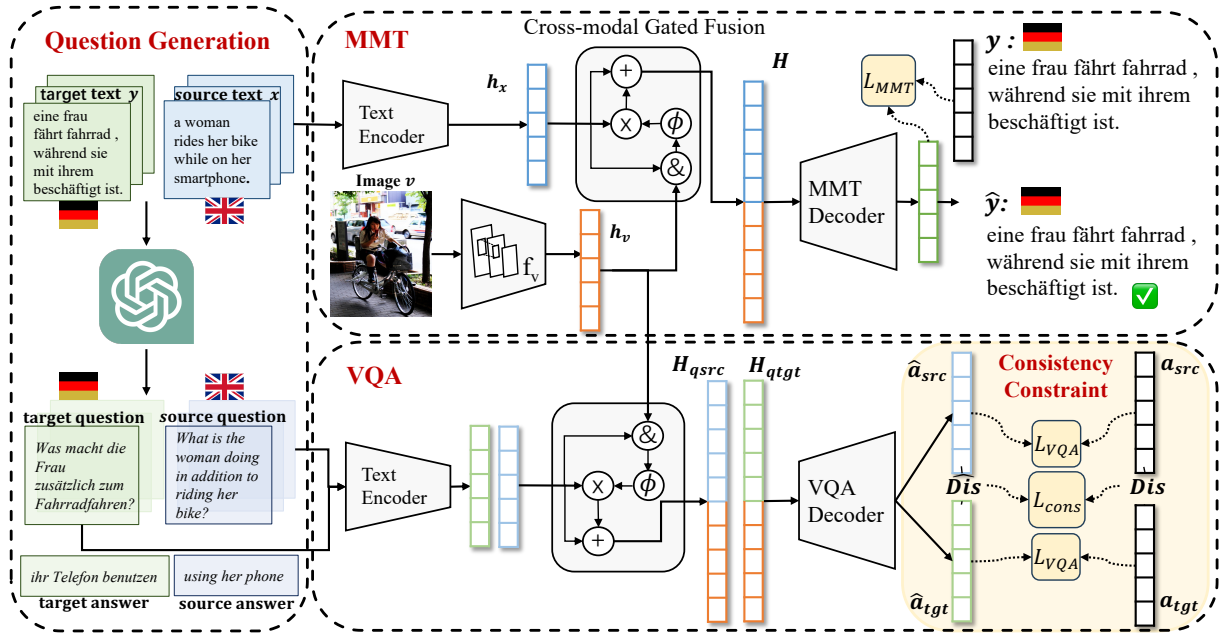 Question Generation
target text y
eine frau
fährt fahrrad ,
während sie
mit ihrem
beschäftigt ist.
source text x
a woman
rides her bike
while on her
smartphone.
target question
Was macht die
Frau
zusätzlich zum
Fahrradfahren?
source question
What is the
woman doing
in addition to
riding her
bike?
ihr Telefon benutzen
target answer
using her phone
source answer
MMT
Cross-modal Gated Fusion
Text
Encoder
h_x
+
x
ϕ
&
Image v
f_v
h_v
H
MMT
Decoder
L_MMT
y :
eine frau fährt fahrrad ,
während sie mit ihrem
beschäftigt ist.
ŷ:
eine frau fährt fahrrad ,
während sie mit ihrem
beschäftigt ist.
VQA
Text
Encoder
&
x
ϕ
+
H_qsrc
H_qtgt
VQA
Decoder
Consistency
Constraint
â_src
a_src
L_VQA
D̂is
L_cons
Dis
L_VQA
â_tgt
a_tgt